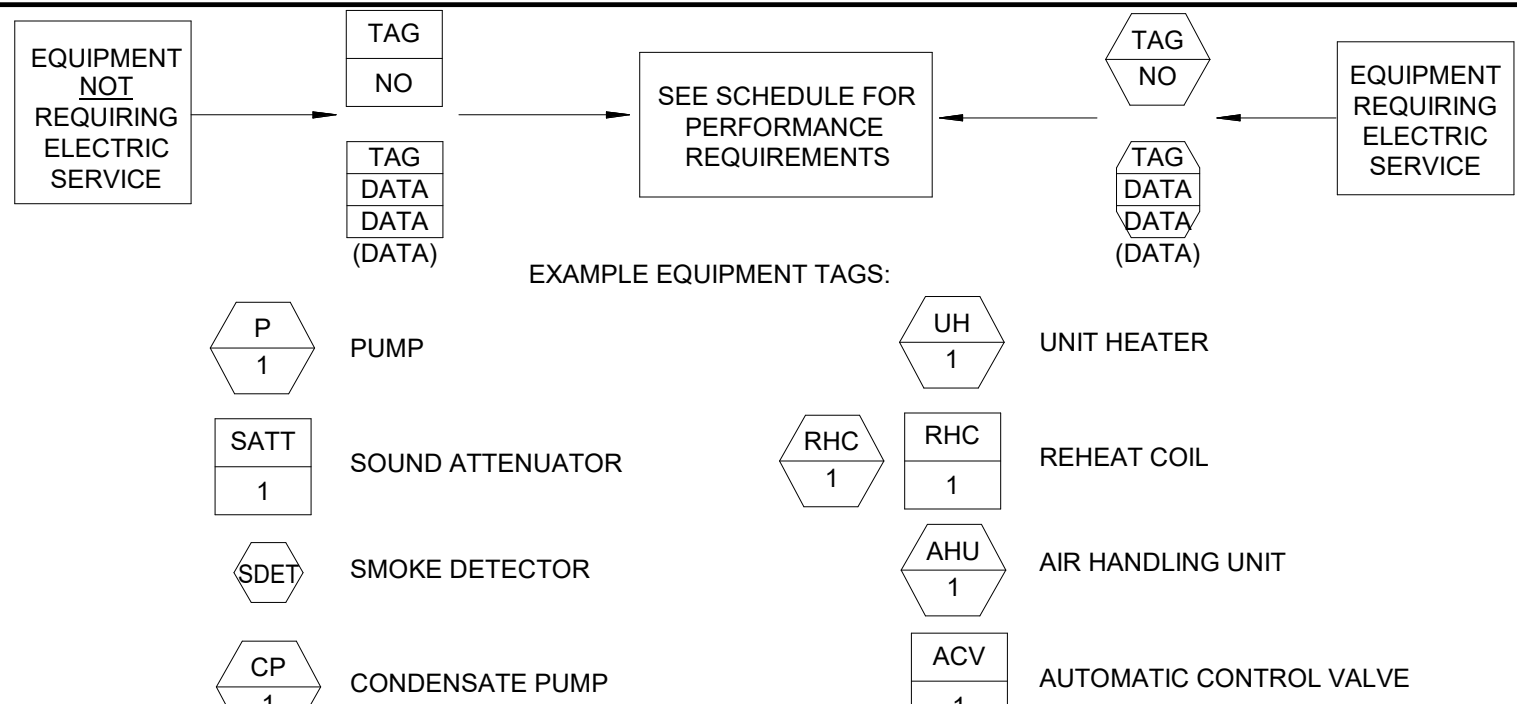 EQUIPMENT
NOT
REQUIRING
ELECTRIC
SERVICE
TAG
NO
TAG
DATA
DATA
(DATA)
SEE SCHEDULE FOR
PERFORMANCE
REQUIREMENTS
TAG
NO
TAG
DATA
DATA
(DATA)
EQUIPMENT
REQUIRING
ELECTRIC
SERVICE
EXAMPLE EQUIPMENT TAGS:
P
1
PUMP
UH
1
UNIT HEATER
SATT
1
SOUND ATTENUATOR
RHC
1
RHC
1
REHEAT COIL
SDET
SMOKE DETECTOR
AHU
1
AIR HANDLING UNIT
CP
1
CONDENSATE PUMP
ACV
1
AUTOMATIC CONTROL VALVE